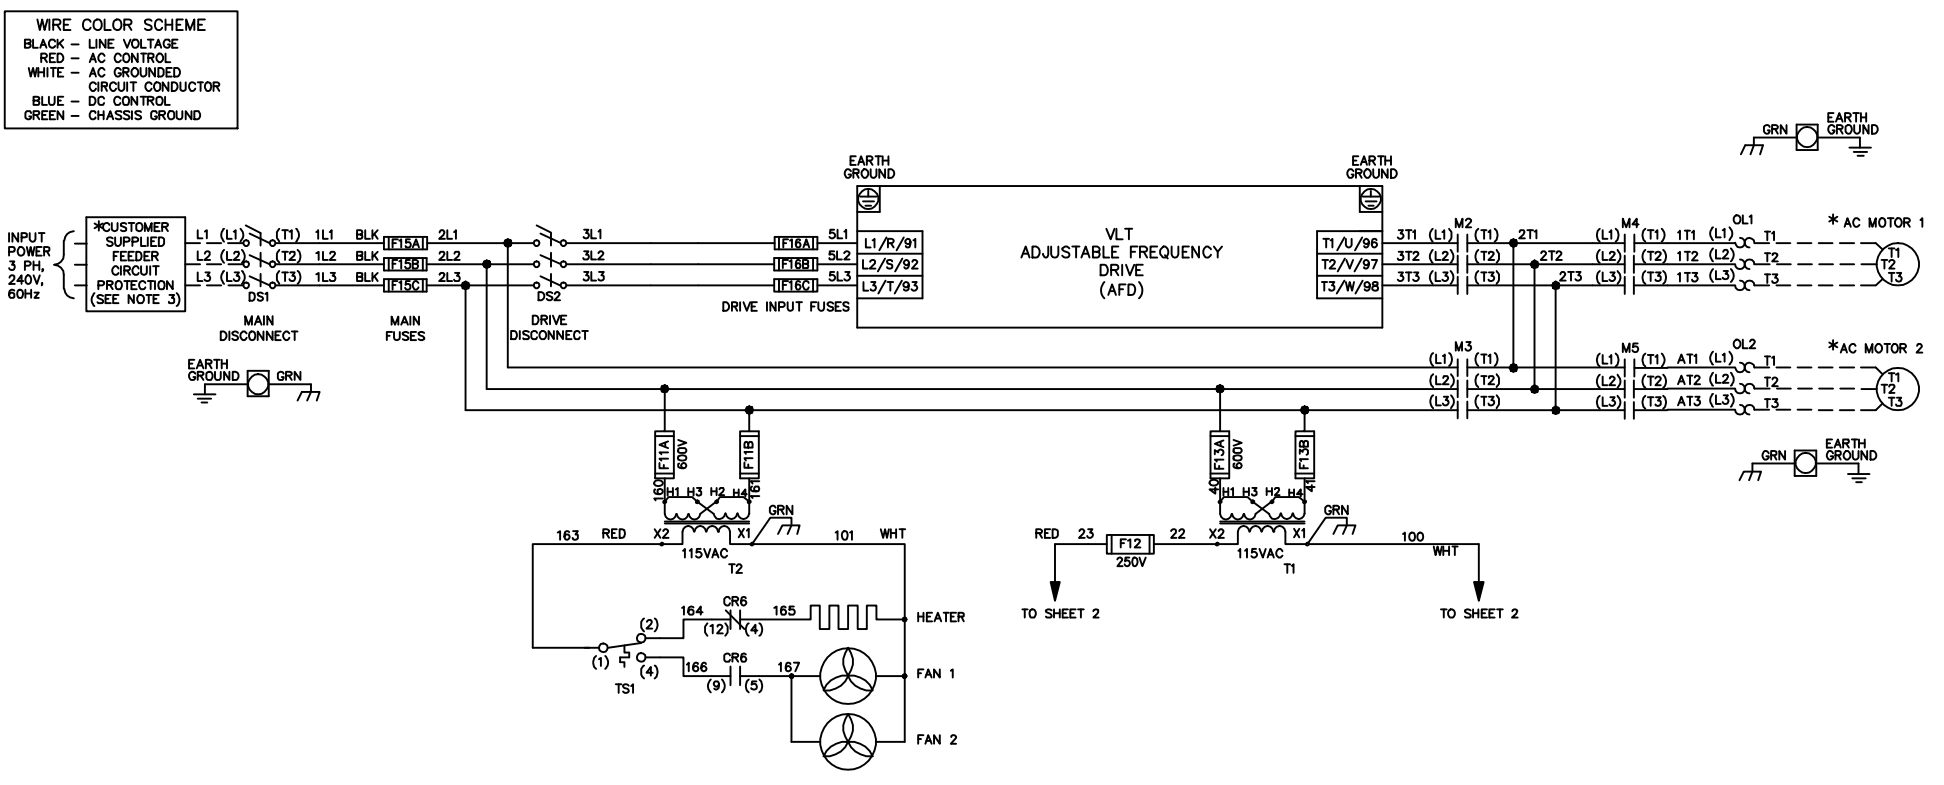 WIRE COLOR SCHEME
BLACK – LINE VOLTAGE
RED – AC CONTROL
WHITE – AC GROUNDED
CIRCUIT CONDUCTOR
BLUE – DC CONTROL
GREEN – CHASSIS GROUND
GRN
EARTH
GROUND
EARTH
GROUND
EARTH
GROUND
INPUT
POWER
3 PH,
240V,
60Hz
*CUSTOMER
SUPPLIED
FEEDER
CIRCUIT
PROTECTION
(SEE NOTE 3)
L1 (L1) (T1) 1L1 BLK F15A 2L1 3L1 F16A 5L1 L1/R/91
L2 (L2) (T2) 1L2 BLK F15B 2L2 3L2 F16B 5L2 L2/S/92
L3 (L3) (T3) 1L3 BLK F15C 2L3 3L3 F16C 5L3 L3/T/93
DS1
MAIN
DISCONNECT
MAIN
FUSES
DS2
DRIVE
DISCONNECT
DRIVE INPUT FUSES
VLT
ADJUSTABLE FREQUENCY
DRIVE
(AFD)
M2 M4 OL1 * AC MOTOR 1
T1/U/96 3T1 (L1) (T1) 2T1 (L1) (T1) 1T1 (L1) T1 T1
T2/V/97 3T2 (L2) (T2) 2T2 (L2) (T2) 1T2 (L2) T2 T2
T3/W/98 3T3 (L3) (T3) 2T3 (L3) (T3) 1T3 (L3) T3 T3
EARTH
GROUND
GRN
M3 M5 OL2 *AC MOTOR 2
(L1) (T1) (L1) (T1) AT1 (L1) T1 T1
(L2) (T2) (L2) (T2) AT2 (L2) T2 T2
(L3) (T3) (L3) (T3) AT3 (L3) T3 T3
GRN
EARTH
GROUND
F11A
600V
F11B
160
161
H1 H3 H2 H4
GRN
163 RED X2 X1 101 WHT
115VAC
T2
F13A
600V
F13B
40
41
H1 H3 H2 H4
GRN
RED 23 F12 22 X2 X1 100
WHT
250V
115VAC
T1
TO SHEET 2
TO SHEET 2
CR6
164 165
(12) (4)
HEATER
(2)
(1)
(4)
TS1
CR6
166 167
(9) (5)
FAN 1
FAN 2